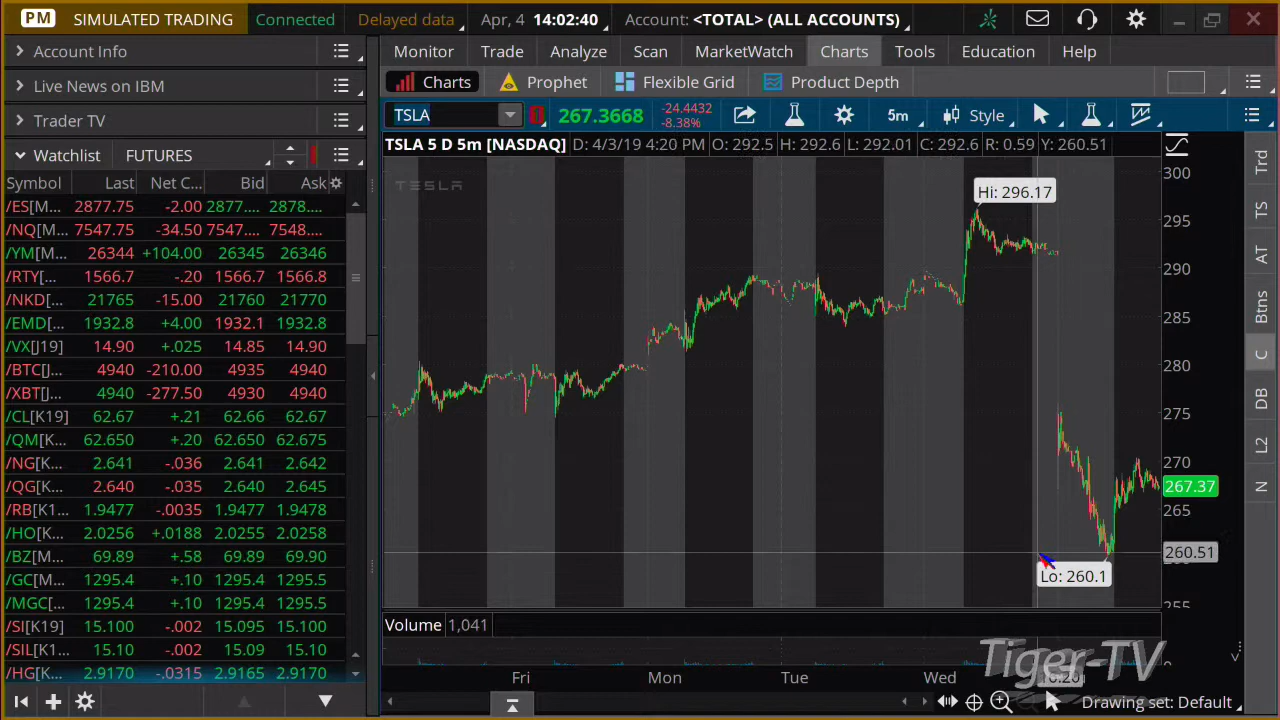 PM SIMULATED TRADING Connected Delayed data Apr, 4 14:02:40 Account: <TOTAL> (ALL ACCOUNTS)
Account Info
Live News on IBM
Trader TV
Watchlist FUTURES
Symbol Last Net C... Bid Ask
/ES[M... 2877.75 -2.00 2877.... 2878....
/NQ[M... 7547.75 -34.50 7547.... 7548....
/YM[M... 26344 +104.00 26345 26346
/RTY[... 1566.7 -.20 1566.7 1566.8
/NKD[... 21765 -15.00 21760 21770
/EMD[... 1932.8 +4.00 1932.1 1932.8
/VX[J19] 14.90 +.025 14.85 14.90
/BTC[... 4940 -210.00 4935 4940
/XBT[J... 4940 -277.50 4930 4940
/CL[K19] 62.67 +.21 62.66 62.67
/QM[K... 62.650 +.20 62.650 62.675
/NG[K... 2.641 -.036 2.641 2.642
/QG[K... 2.640 -.035 2.640 2.645
/RB[K1... 1.9477 -.0035 1.9477 1.9478
/HO[K... 2.0256 +.0188 2.0256 2.0258
/BZ[M... 69.89 +.58 69.89 69.90
/GC[M... 1295.4 +.10 1295.4 1295.4
/MGC[... 1295.4 +.10 1295.4 1295.5
/SI[K19] 15.100 -.002 15.095 15.100
/SIL[K1... 15.10 -.002 15.09 15.10
/HG[K... 2.9170 -.0315 2.9165 2.9170
Monitor Trade Analyze Scan MarketWatch Charts Tools Education Help
Charts Prophet Flexible Grid Product Depth
TSLA 267.3668 -24.4432 5m Style
-8.38%
TSLA 5 D 5m [NASDAQ] D: 4/3/19 4:20 PM O: 292.5 H: 292.6 L: 292.01 C: 292.6 R: 0.59 Y: 260.51
TESLA
Hi: 296.17
Lo: 260.1
300
295
290
285
280
275
270
267.37
265
260.51
255
Volume 1,041
0
Fri Mon Tue Wed 16:20
Tiger-TV
Drawing set: Default
Trd
TS
AT
Btns
C
DB
L2
N